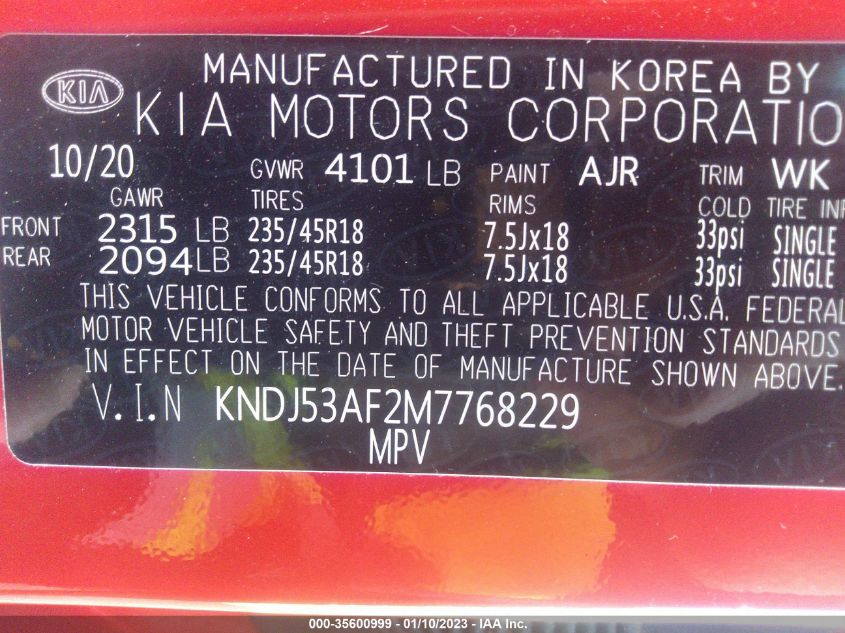 KIA
MANUFACTURED IN KOREA BY
KIA MOTORS CORPORATIO
10/20 GVWR 4101 LB PAINT AJR TRIM WK
GAWR TIRES RIMS COLD TIRE INF
FRONT 2315 LB 235/45R18 7.5Jx18 33psi SINGLE
REAR 2094 LB 235/45R18 7.5Jx18 33psi SINGLE
THIS VEHICLE CONFORMS TO ALL APPLICABLE U.S.A. FEDERAL
MOTOR VEHICLE SAFETY AND THEFT PREVENTION STANDARDS
IN EFFECT ON THE DATE OF MANUFACTURE SHOWN ABOVE.
V.I.N KNDJ53AF2M7768229
MPV
000-35600999 - 01/10/2023 - IAA Inc.